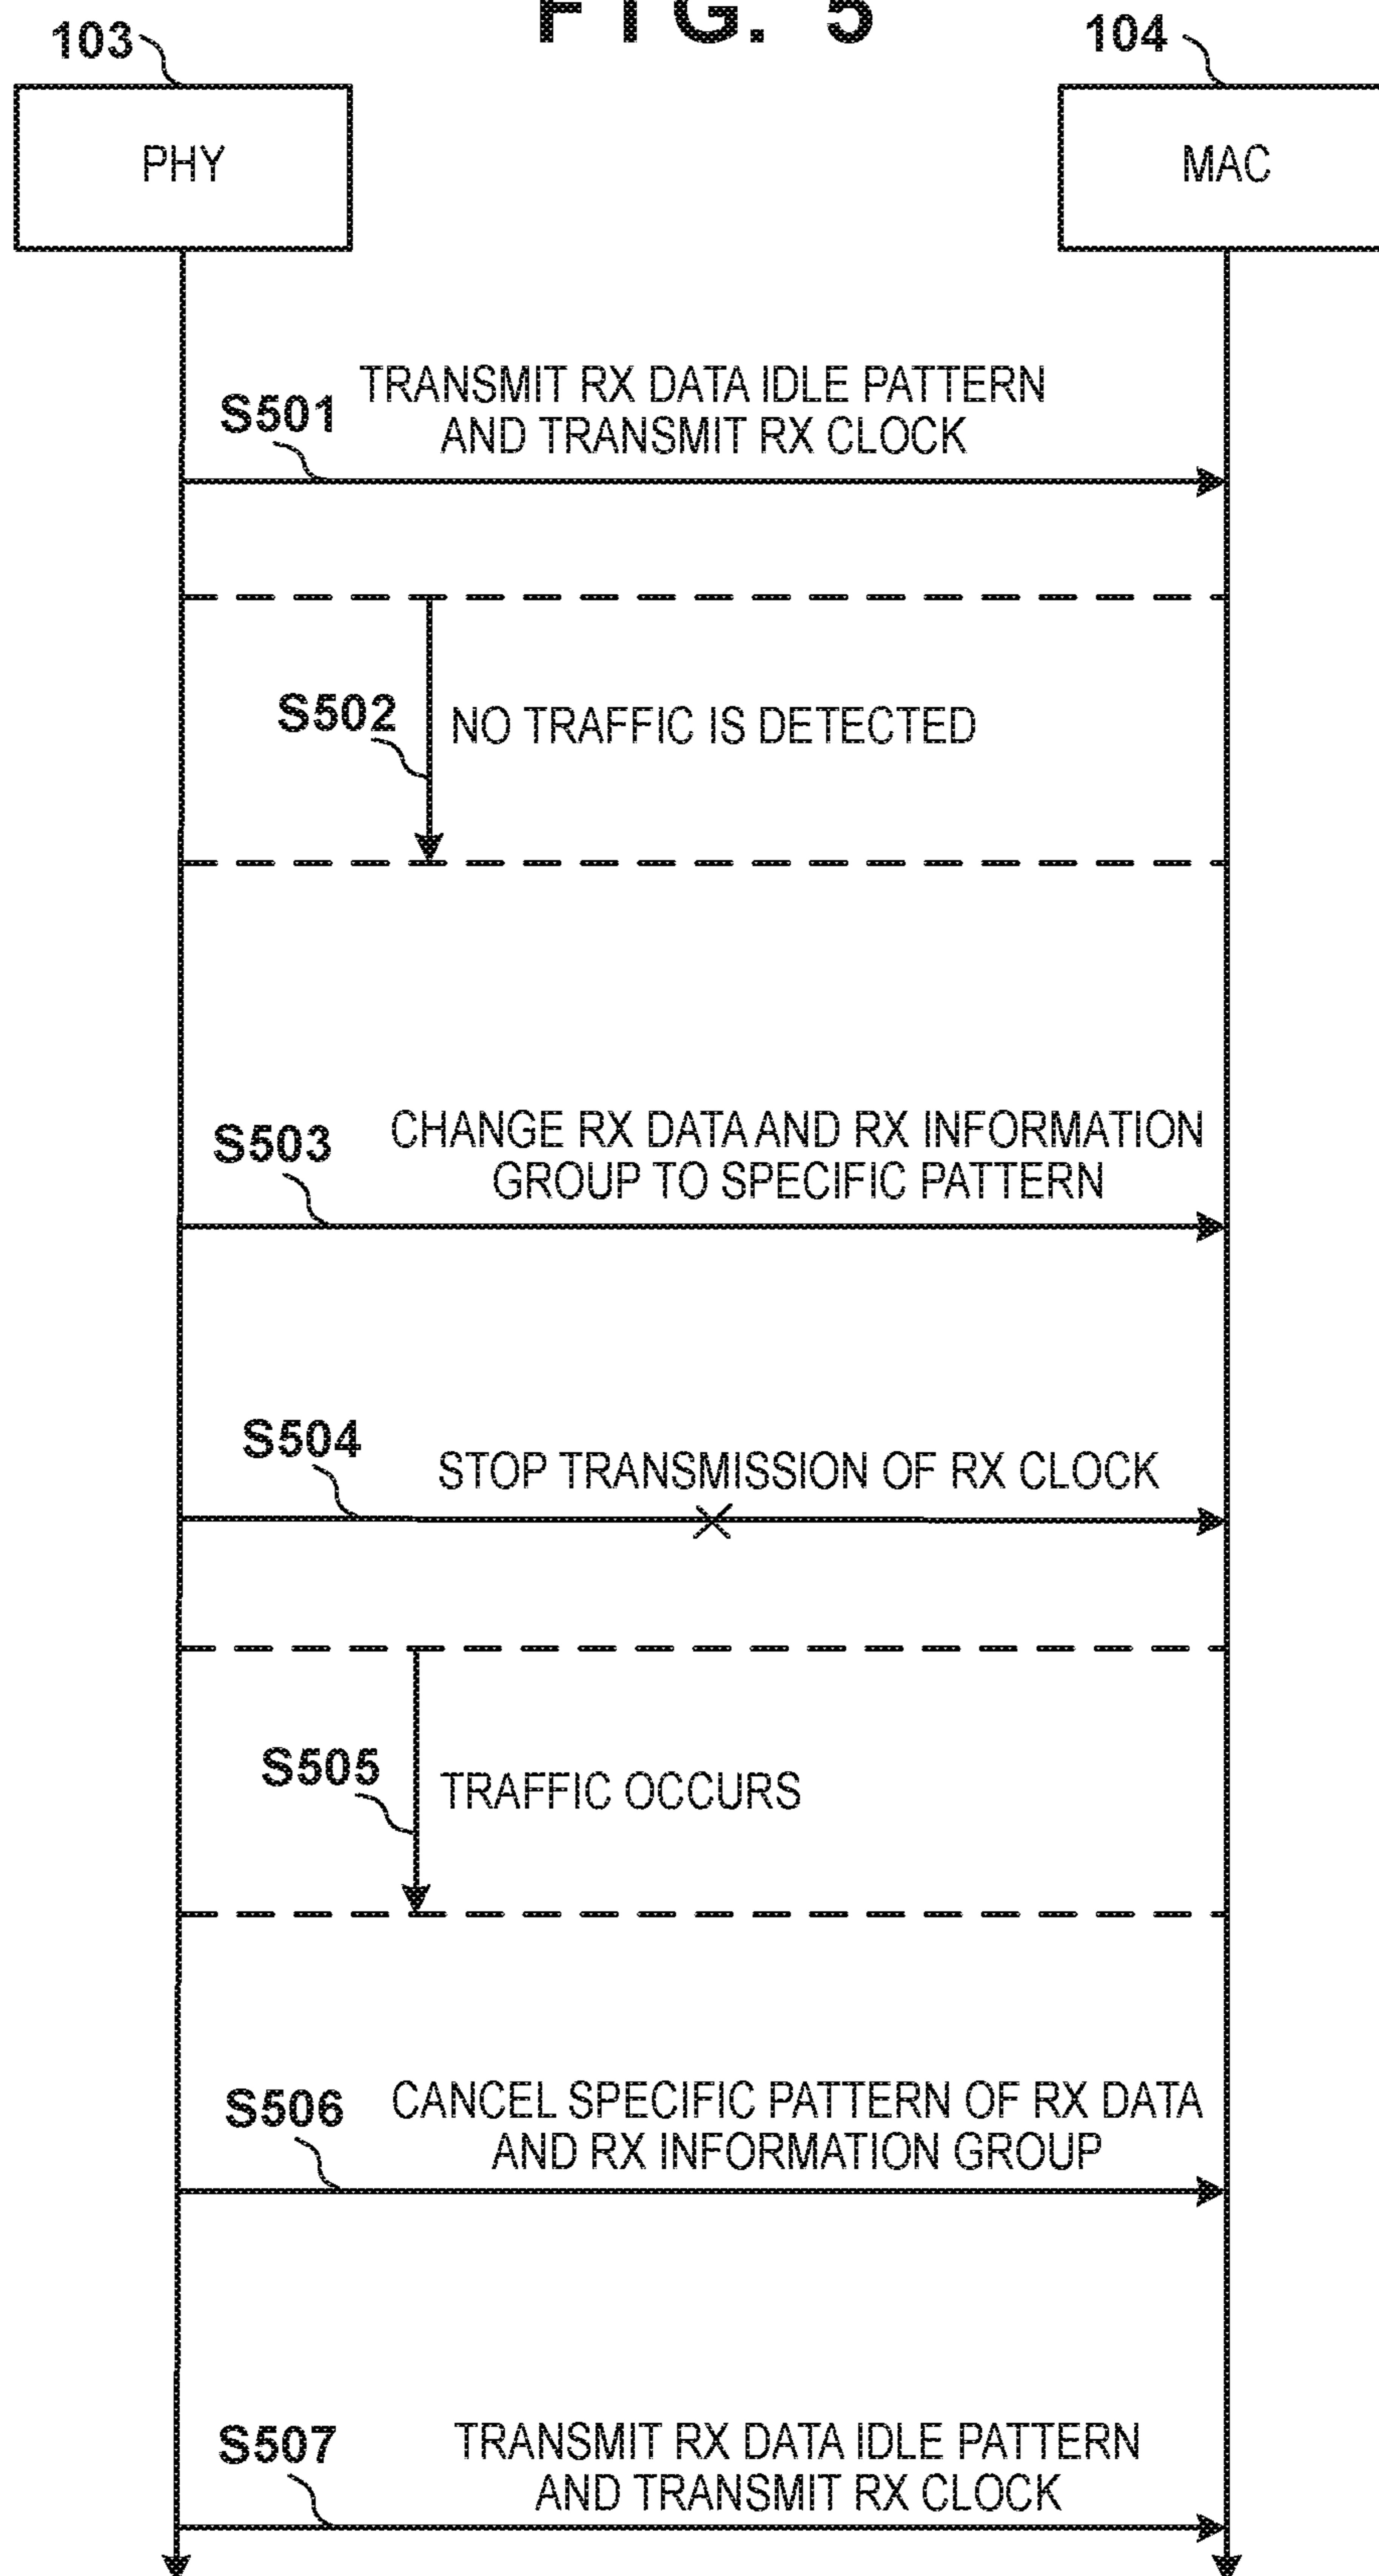 FIG. 5
103
104
PHY
MAC
TRANSMIT RX DATA IDLE PATTERN
S501
AND TRANSMIT RX CLOCK
S502
NO TRAFFIC IS DETECTED
CHANGE RX DATA AND RX INFORMATION
S503
GROUP TO SPECIFIC PATTERN
S504
STOP TRANSMISSION OF RX CLOCK
S505
TRAFFIC OCCURS
CANCEL SPECIFIC PATTERN OF RX DATA
S506
AND RX INFORMATION GROUP
TRANSMIT RX DATA IDLE PATTERN
S507
AND TRANSMIT RX CLOCK